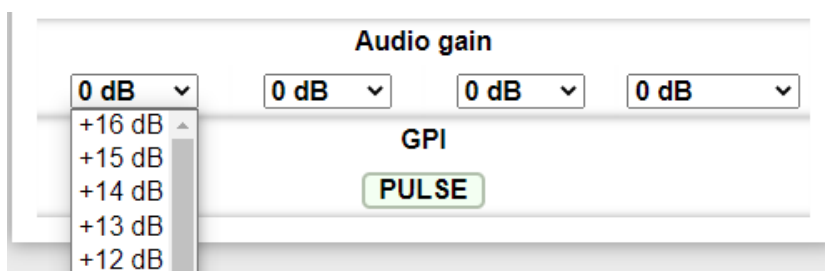 Audio gain
0 dB 0 dB 0 dB 0 dB
+16 dB
GPI
+15 dB
+14 dB PULSE
+13 dB
+12 dB